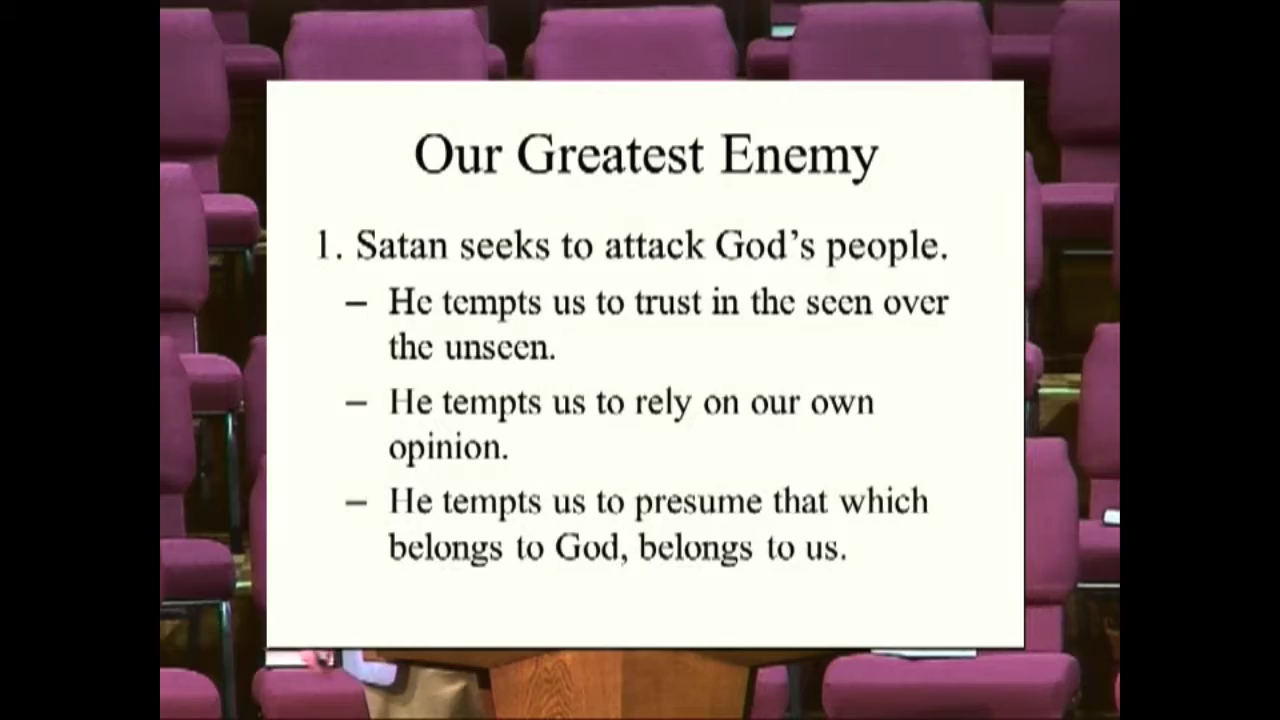 Our Greatest Enemy
1. Satan seeks to attack God’s people.
– He tempts us to trust in the seen over
the unseen.
– He tempts us to rely on our own
opinion.
– He tempts us to presume that which
belongs to God, belongs to us.